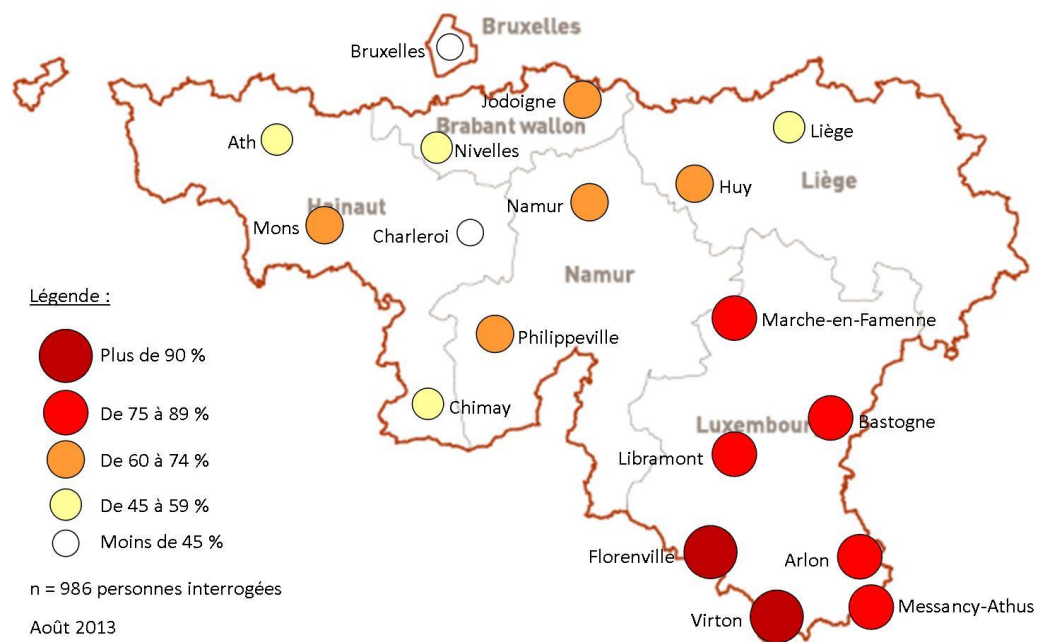 Bruxelles
Bruxelles
Jodoigne
Brabant wallon
Ath
Nivelles
Liège
Huy
Liège
Hainaut
Namur
Mons
Charleroi
Namur
Marche-en-Famenne
Philippeville
Chimay
Luxembourg
Bastogne
Libramont
Florenville
Arlon
Messancy-Athus
Virton
Légende :
Plus de 90 %
De 75 à 89 %
De 60 à 74 %
De 45 à 59 %
Moins de 45 %
n = 986 personnes interrogées
Août 2013